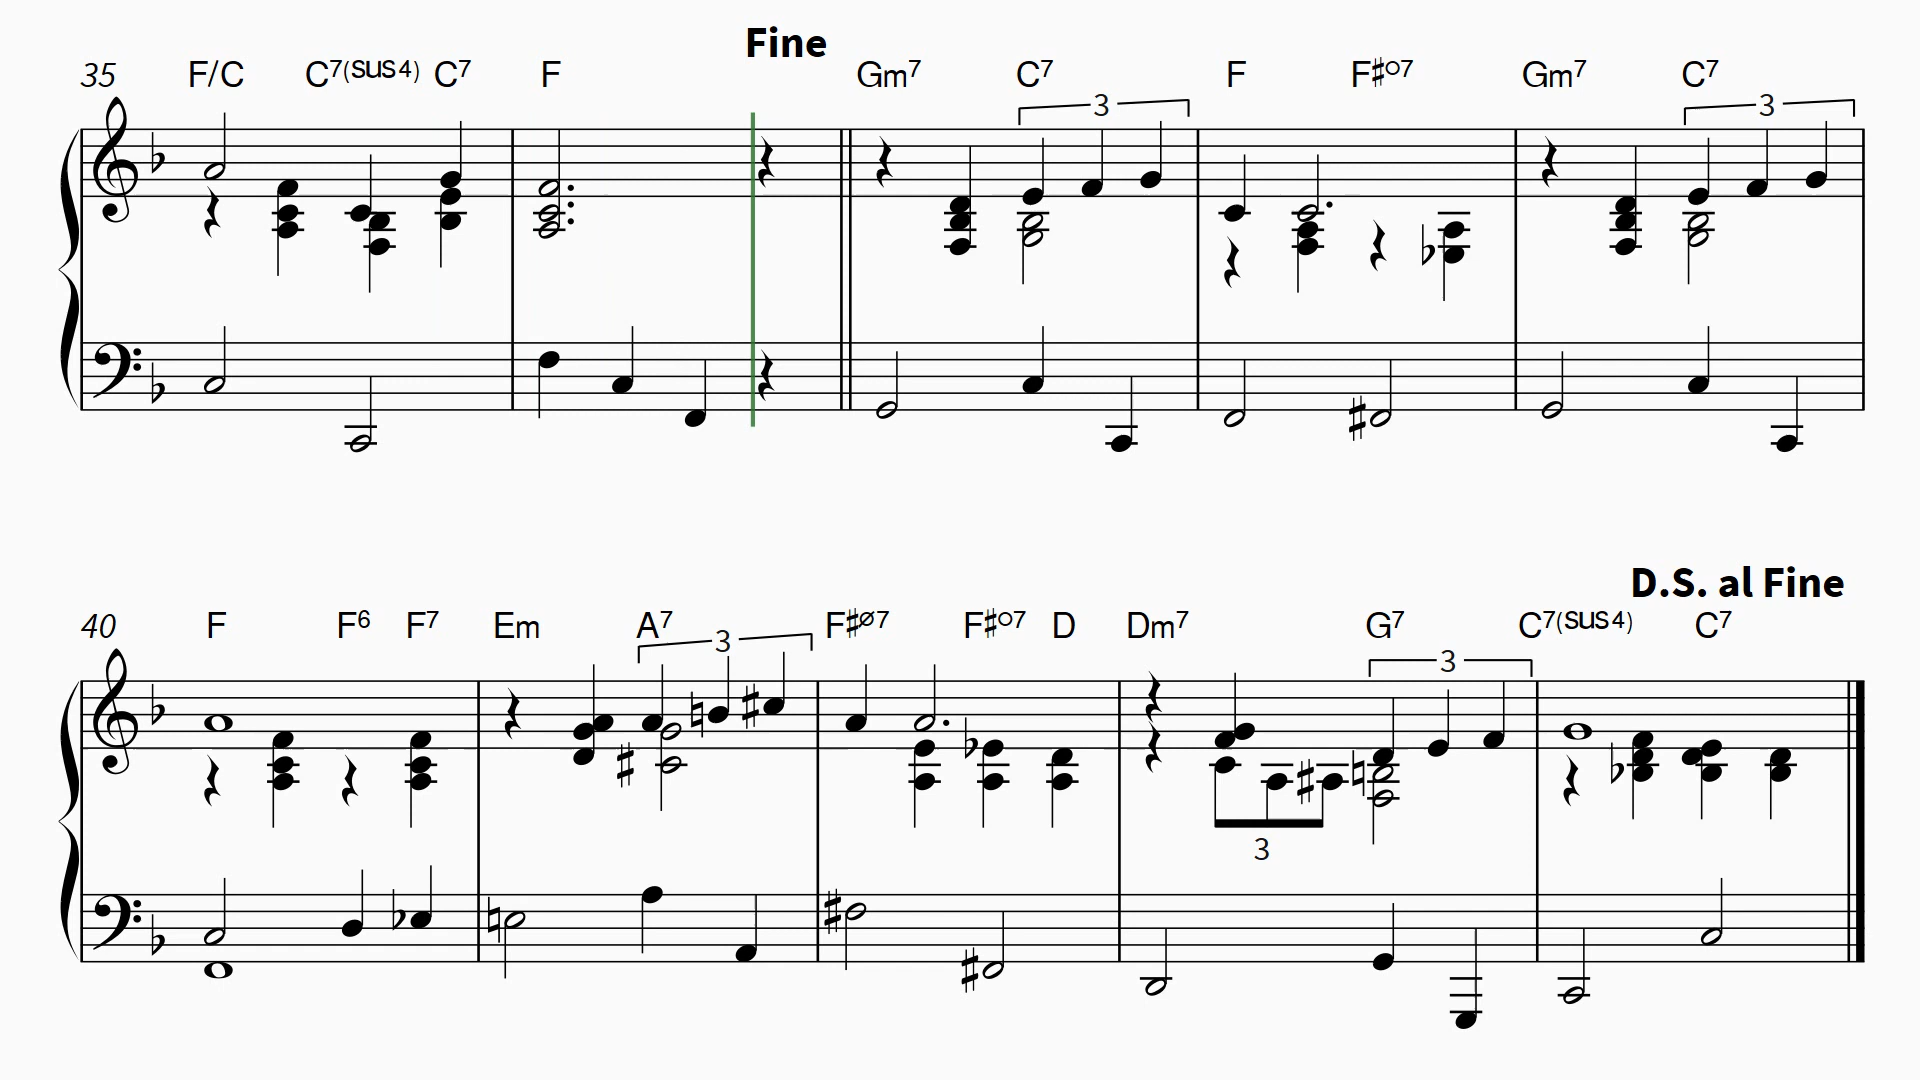 Fine
35 F/C C7(sus4) C7 F Gm7 C7 F F♯o7 Gm7 C7
3 3
D.S. al Fine
40 F F6 F7 Em A7 F♯ø7 F♯o7 D Dm7 G7 C7(sus4) C7
3 3
3